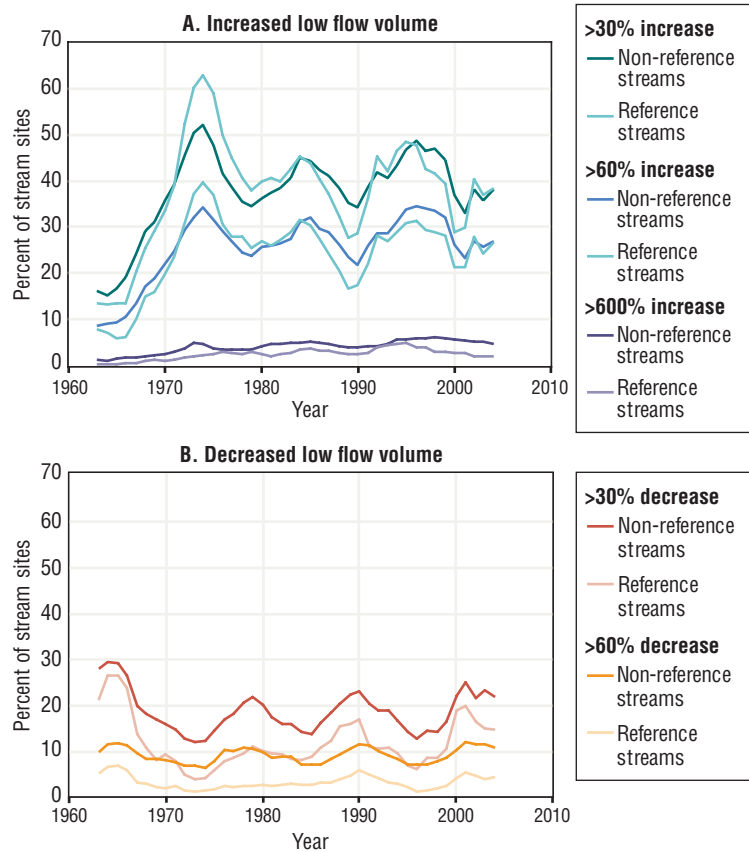 A. Increased low flow volume
70
60
50
40
30
20
10
0
Percent of stream sites
1960
1970
1980
1990
2000
2010
Year
>30% increase
Non-reference
streams
Reference
streams
>60% increase
Non-reference
streams
Reference
streams
>600% increase
Non-reference
streams
Reference
streams
B. Decreased low flow volume
70
60
50
40
30
20
10
0
Percent of stream sites
1960
1970
1980
1990
2000
2010
Year
>30% decrease
Non-reference
streams
Reference
streams
>60% decrease
Non-reference
streams
Reference
streams